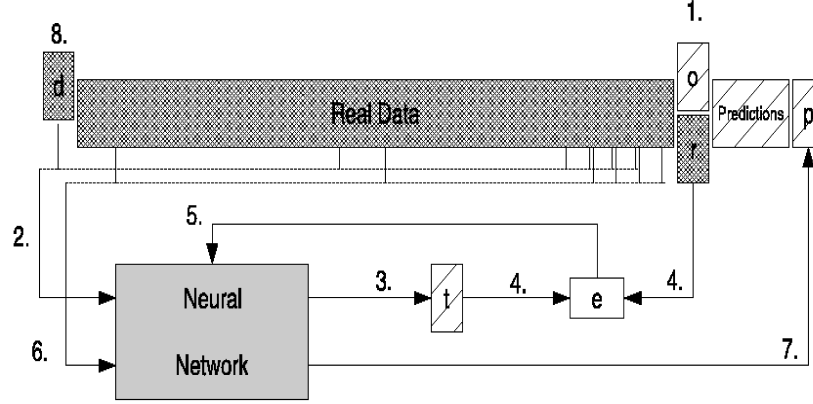 1.
8.
d
o
Real Data
Predictions
p
r
2.
5.
Neural
3.
t
4.
e
4.
6.
Network
7.